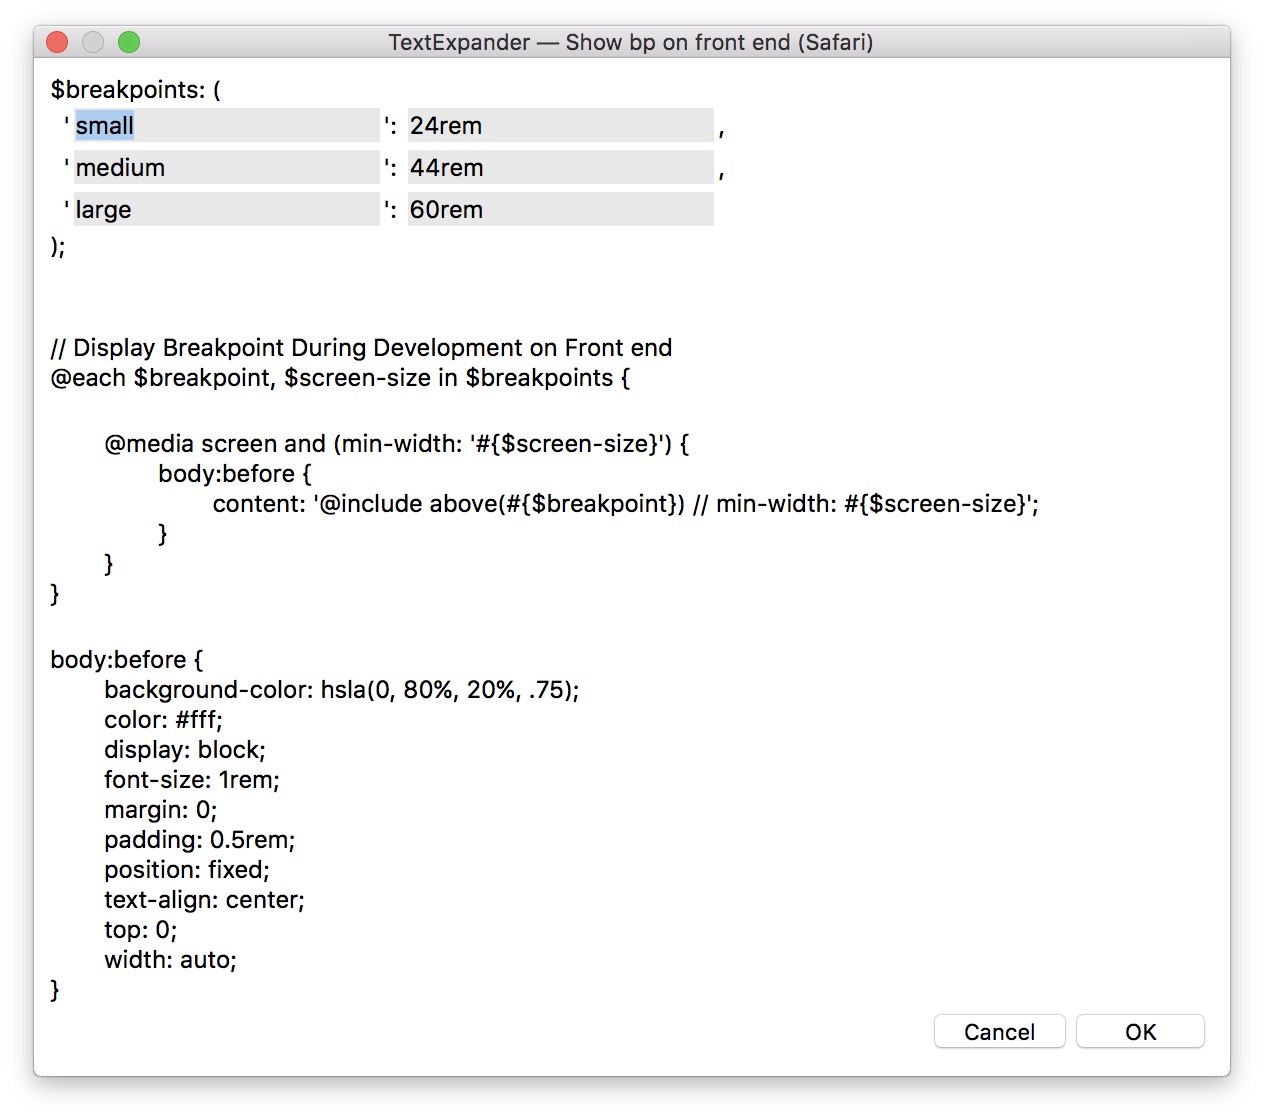 TextExpander — Show bp on front end (Safari)
$breakpoints: (
'small': 24rem,
'medium': 44rem,
'large': 60rem
);
// Display Breakpoint During Development on Front end
@each $breakpoint, $screen-size in $breakpoints {
@media screen and (min-width: '#{$screen-size}') {
body:before {
content: '@include above(#{$breakpoint}) // min-width: #{$screen-size}';
}
}
}
body:before {
background-color: hsla(0, 80%, 20%, .75);
color: #fff;
display: block;
font-size: 1rem;
margin: 0;
padding: 0.5rem;
position: fixed;
text-align: center;
top: 0;
width: auto;
}
Cancel OK